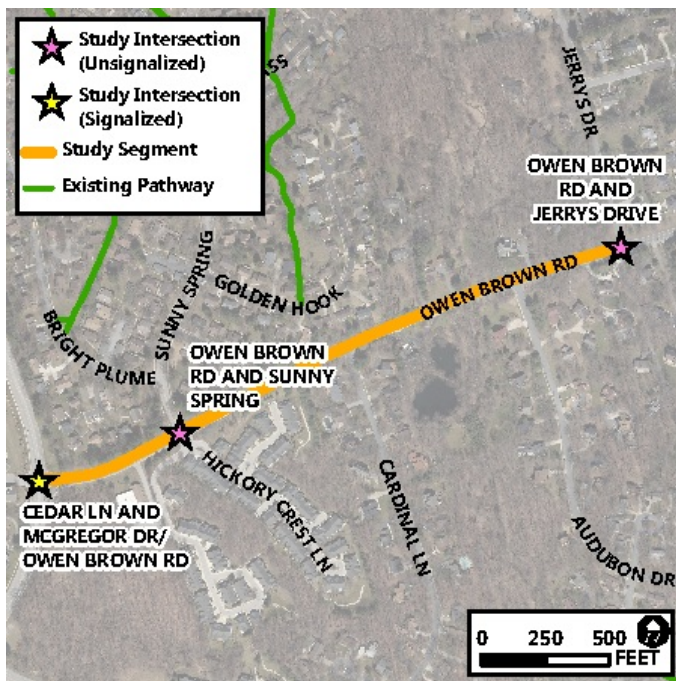 Study Intersection
(Unsignalized)
Study Intersection
(Signalized)
Study Segment
Existing Pathway
JERRYS DR
OWEN BROWN
RD AND
JERRYS DRIVE
SUNNY SPRING
GOLDEN HOOK
OWEN BROWN RD
BRIGHT PLUME
OWEN BROWN
RD AND SUNNY
SPRING
HICKORY CREST LN
CARDINAL LN
CEDAR LN AND
MCGREGOR DR/
OWEN BROWN RD
AUDUBON DR
0 250 500
FEET